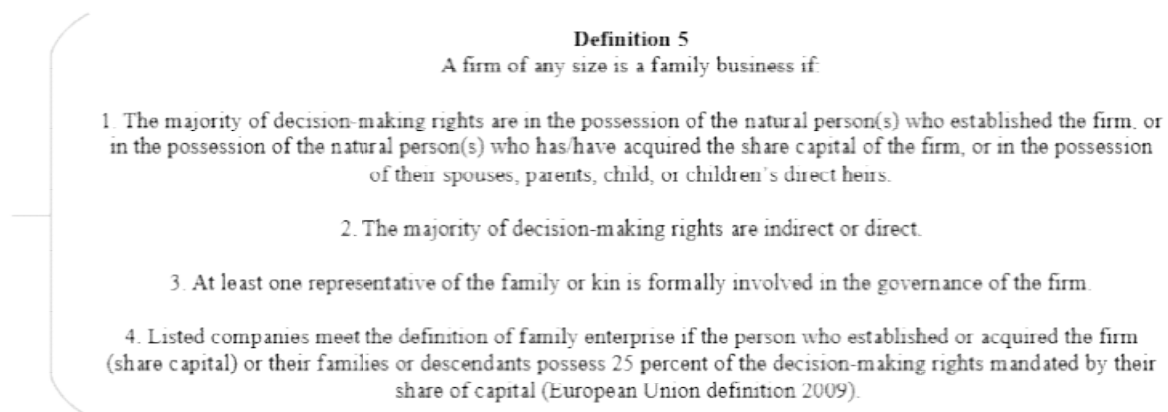 Definition 5
A firm of any size is a family business if:
1. The majority of decision-making rights are in the possession of the natural person(s) who established the firm, or
in the possession of the natural person(s) who has/have acquired the share capital of the firm, or in the possession
of their spouses, parents, child, or children's direct heirs.
2. The majority of decision-making rights are indirect or direct.
3. At least one representative of the family or kin is formally involved in the governance of the firm.
4. Listed companies meet the definition of family enterprise if the person who established or acquired the firm
(share capital) or their families or descendants possess 25 percent of the decision-making rights mandated by their
share of capital (European Union definition 2009).